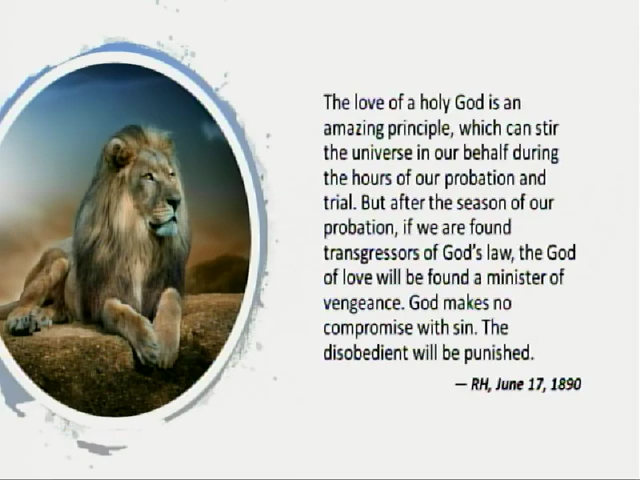 The love of a holy God is an
amazing principle, which can stir
the universe in our behalf during
the hours of our probation and
trial. But after the season of our
probation, if we are found
transgressors of God's law, the God
of love will be found a minister of
vengeance. God makes no
compromise with sin. The
disobedient will be punished.
— RH, June 17, 1890